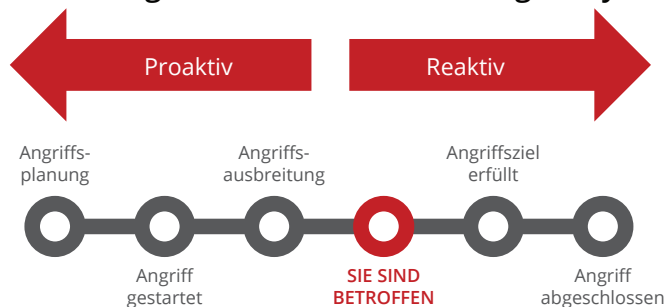 Proaktiv
Reaktiv
Angriffs-
planung
Angriffs-
ausbreitung
Angriffsziel
erfüllt
Angriff
gestartet
SIE SIND
BETROFFEN
Angriff
abgeschlossen